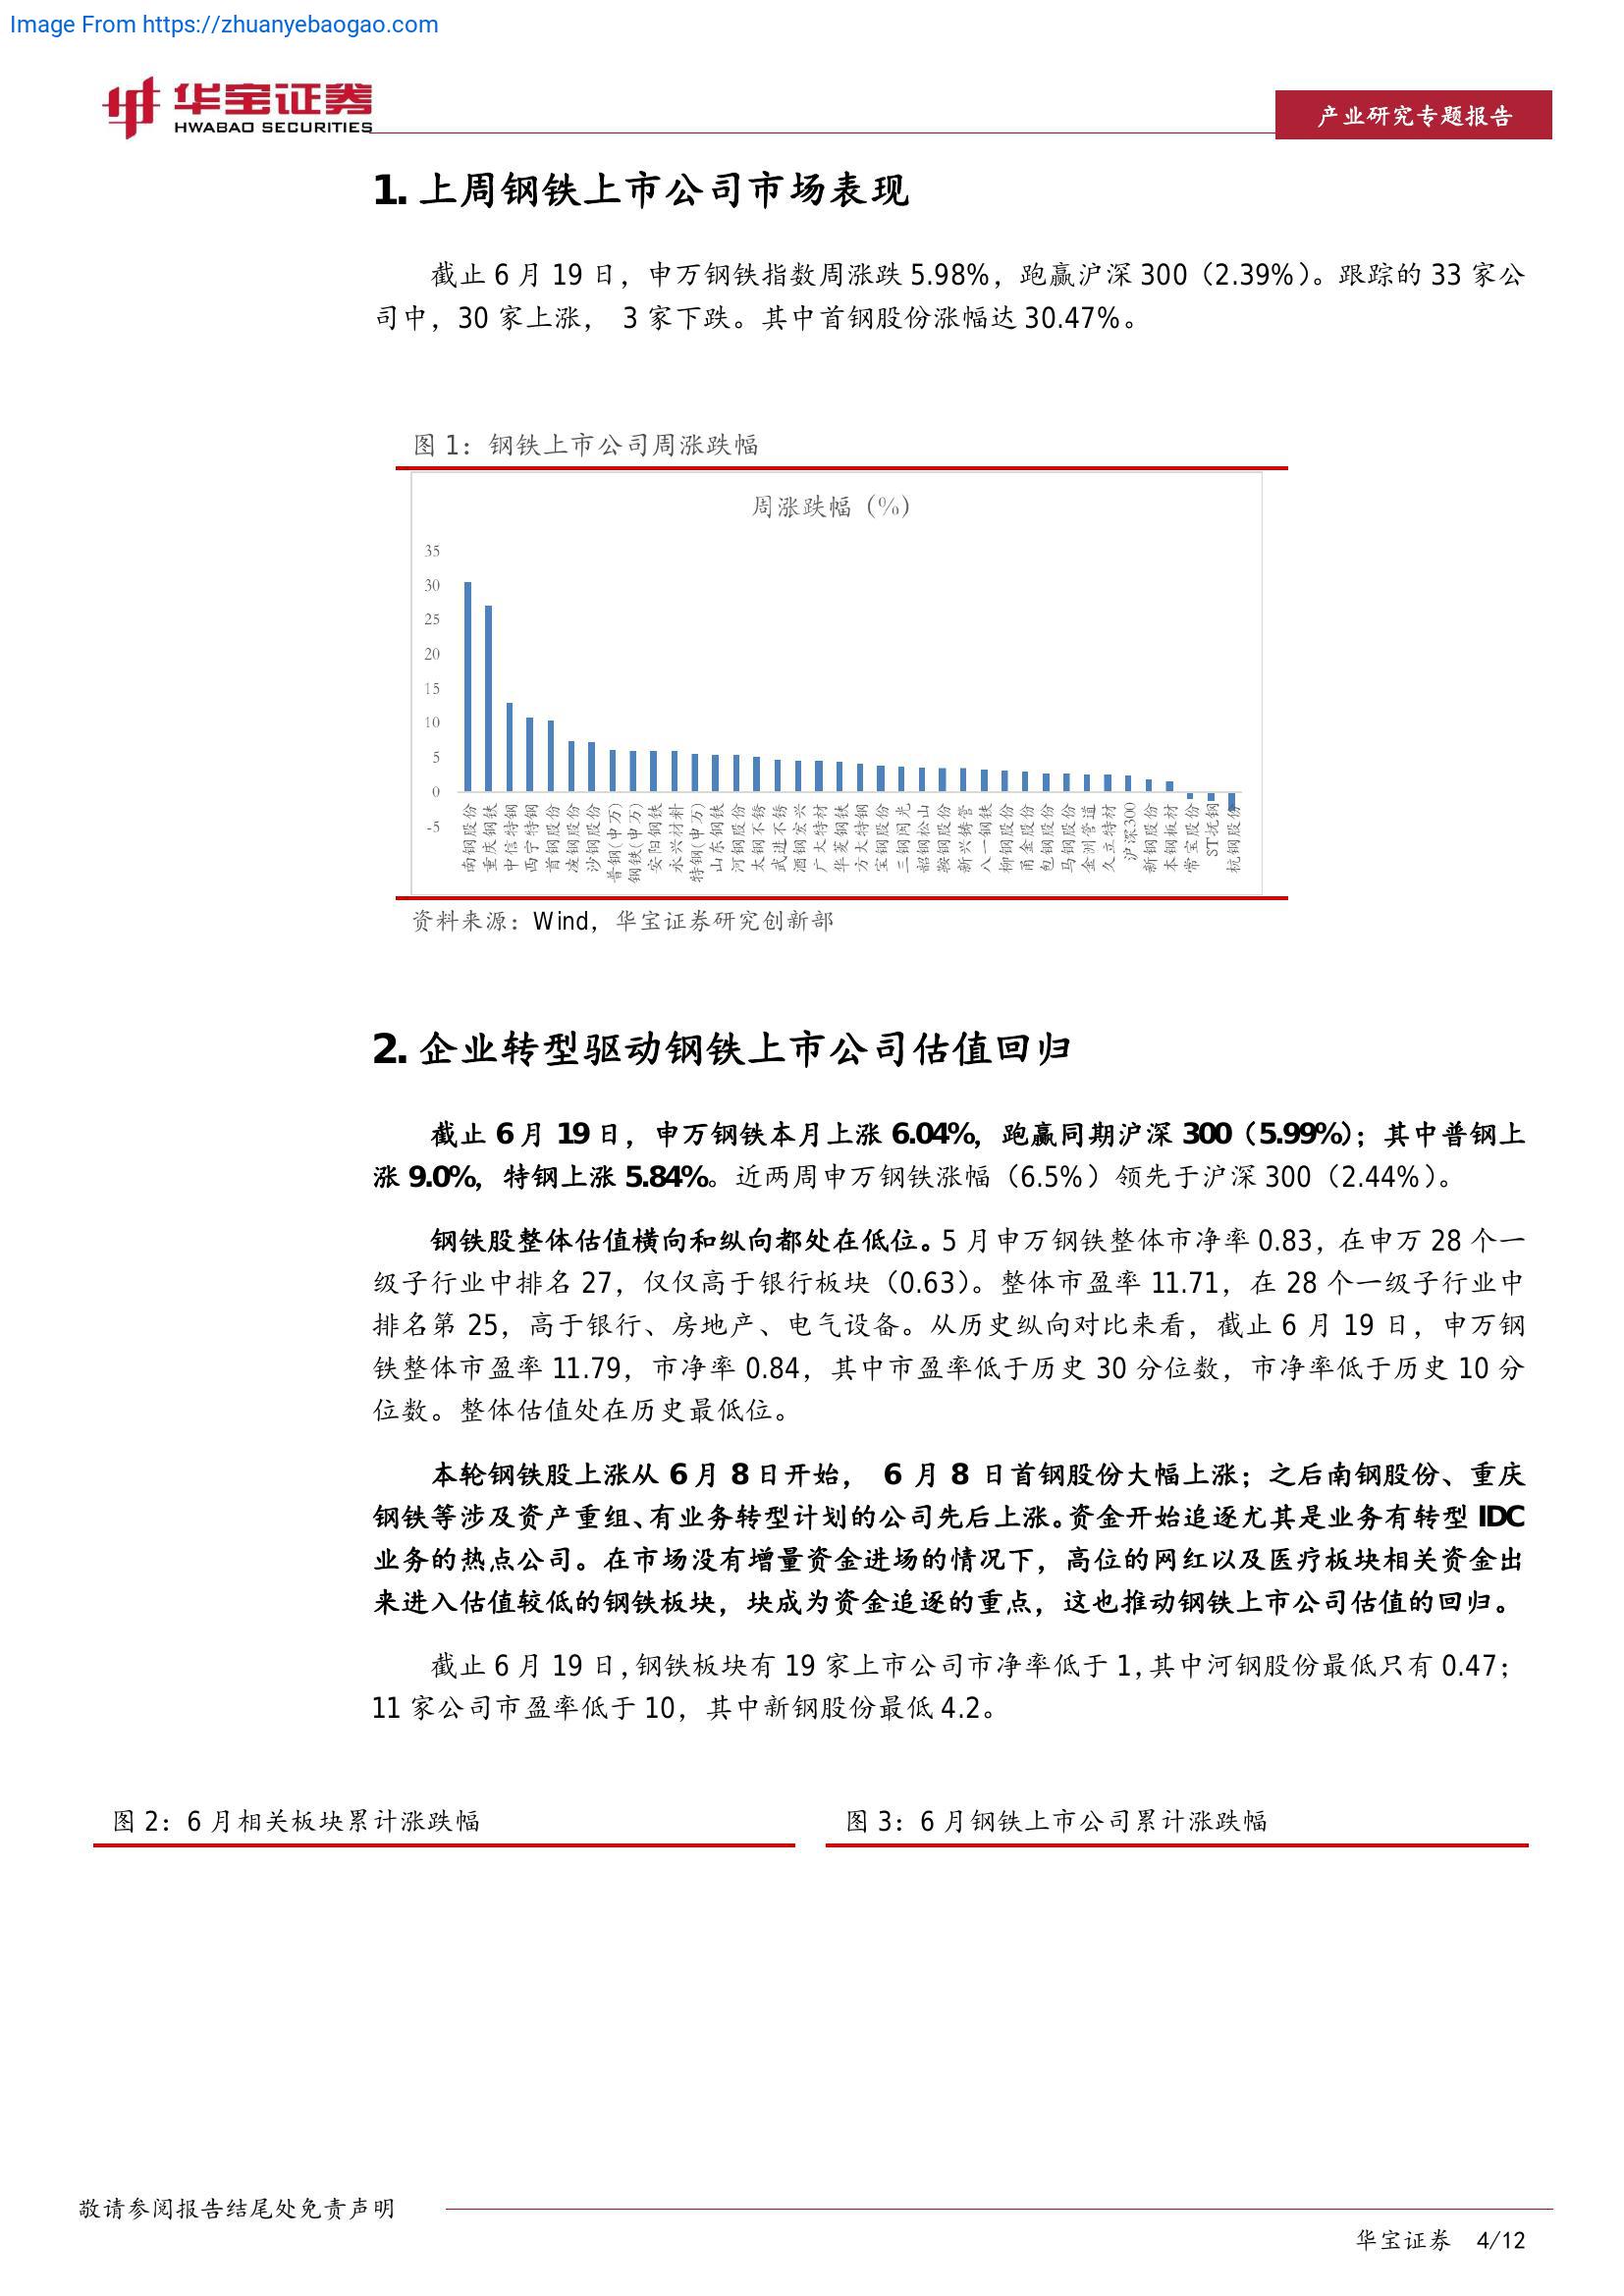 Image From https://zhuanyebaogao.com
华宝证券
HWABAO SECURITIES
产业研究专题报告
1. 上周钢铁上市公司市场表现
截止 6 月 19 日，申万钢铁指数周涨跌 5.98%，跑赢沪深 300（2.39%）。跟踪的 33 家公
司中，30 家上涨， 3 家下跌。其中首钢股份涨幅达 30.47%。
图 1：钢铁上市公司周涨跌幅
周涨跌幅（%）
35
30
25
20
15
10
5
0
-5
南钢股份
重庆钢铁
中信特钢
西宁特钢
首钢股份
凌钢股份
沙钢股份
普钢(申万)
钢铁(申万)
安阳钢铁
永兴材料
特钢(申万)
山东钢铁
河钢股份
太钢不锈
武进不锈
酒钢宏兴
广大特材
华菱钢铁
方大特钢
宝钢股份
三钢闽光
韶钢松山
鞍钢股份
新兴铸管
八一钢铁
柳钢股份
甬金股份
包钢股份
马钢股份
金洲管道
久立特材
沪深300
新钢股份
本钢板材
常宝股份
ST抚钢
杭钢股份
资料来源：Wind，华宝证券研究创新部
2. 企业转型驱动钢铁上市公司估值回归
截止 6 月 19 日，申万钢铁本月上涨 6.04%，跑赢同期沪深 300（5.99%）；其中普钢上
涨 9.0%，特钢上涨 5.84%。近两周申万钢铁涨幅（6.5%）领先于沪深 300（2.44%）。
钢铁股整体估值横向和纵向都处在低位。5 月申万钢铁整体市净率 0.83，在申万 28 个一
级子行业中排名 27，仅仅高于银行板块（0.63）。整体市盈率 11.71，在 28 个一级子行业中
排名第 25，高于银行、房地产、电气设备。从历史纵向对比来看，截止 6 月 19 日，申万钢
铁整体市盈率 11.79，市净率 0.84，其中市盈率低于历史 30 分位数，市净率低于历史 10 分
位数。整体估值处在历史最低位。
本轮钢铁股上涨从 6 月 8 日开始， 6 月 8 日首钢股份大幅上涨；之后南钢股份、重庆
钢铁等涉及资产重组、有业务转型计划的公司先后上涨。资金开始追逐尤其是业务有转型 IDC
业务的热点公司。在市场没有增量资金进场的情况下，高位的网红以及医疗板块相关资金出
来进入估值较低的钢铁板块，块成为资金追逐的重点，这也推动钢铁上市公司估值的回归。
截止 6 月 19 日，钢铁板块有 19 家上市公司市净率低于 1，其中河钢股份最低只有 0.47；
11 家公司市盈率低于 10，其中新钢股份最低 4.2。
图 2：6 月相关板块累计涨跌幅
图 3：6 月钢铁上市公司累计涨跌幅
敬请参阅报告结尾处免责声明
华宝证券 4/12